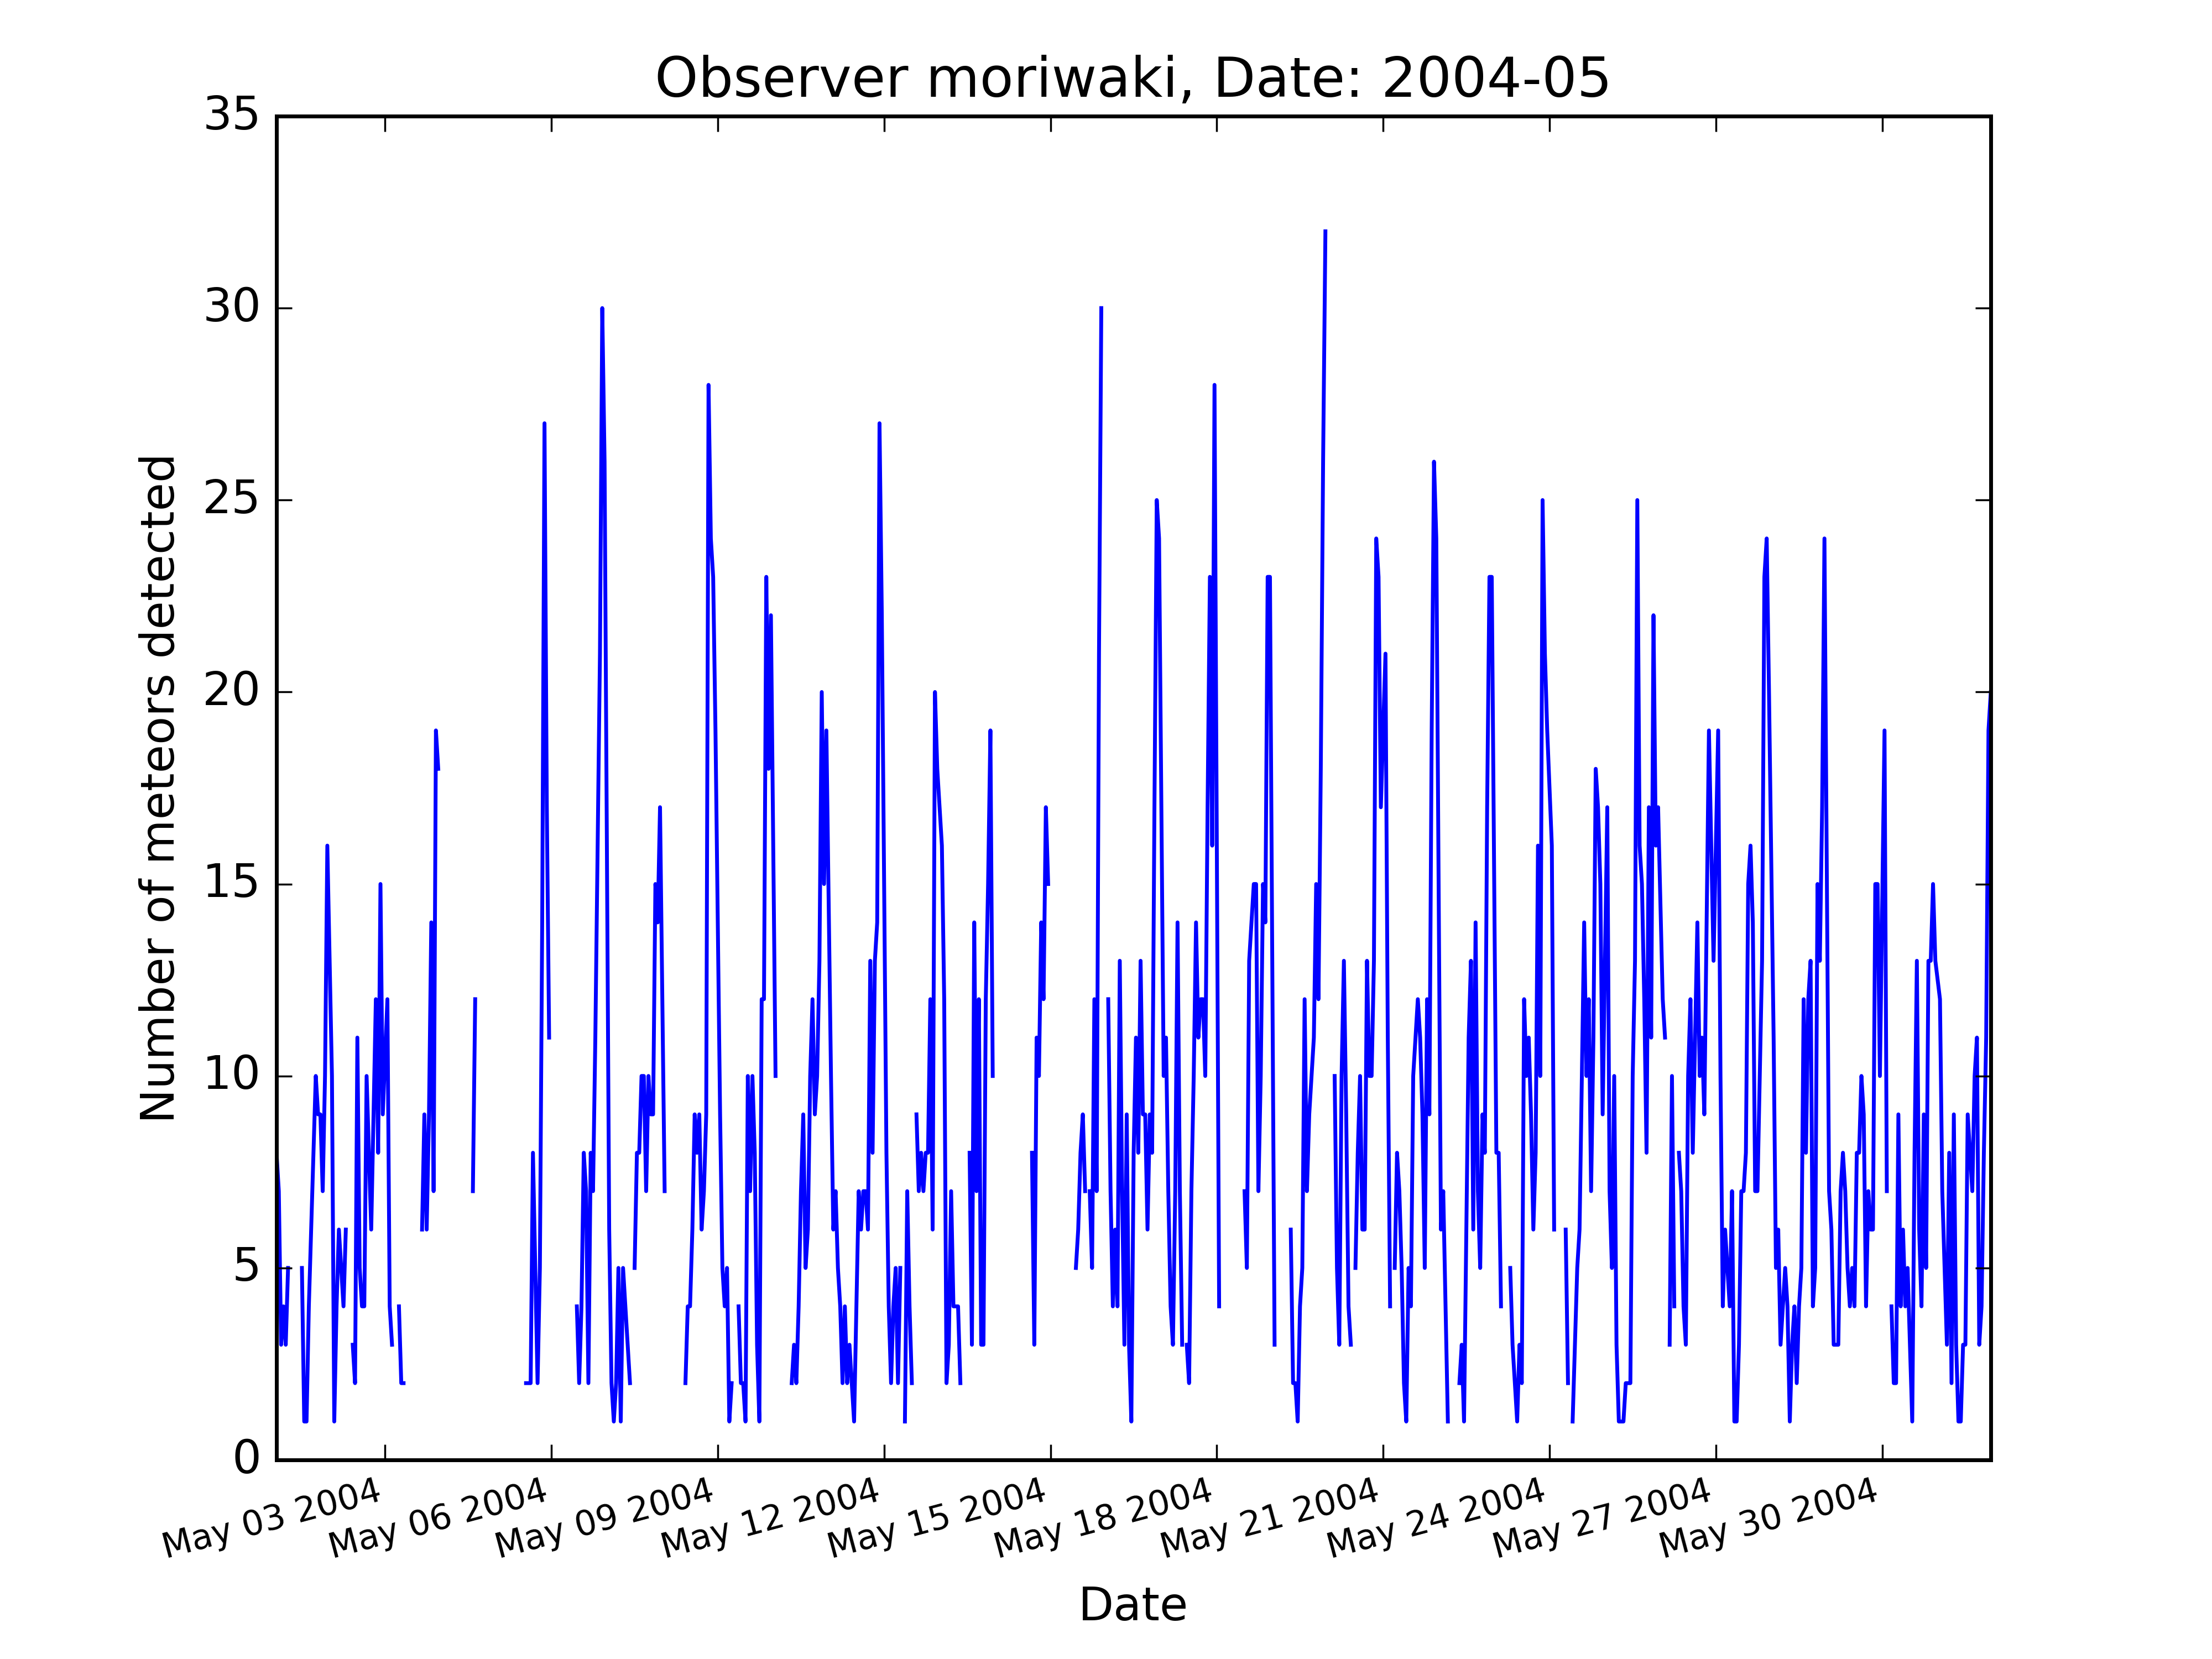 Observer moriwaki, Date: 2004-05
Number of meteors detected
35
30
25
20
15
10
5
0
May 03 2004
May 06 2004
May 09 2004
May 12 2004
May 15 2004
May 18 2004
May 21 2004
May 24 2004
May 27 2004
May 30 2004
Date